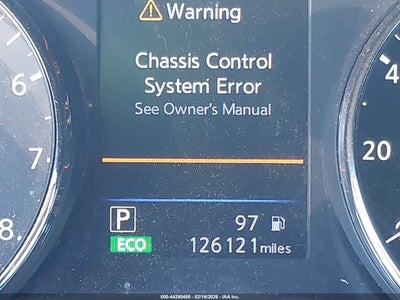 Warning
Chassis Control
System Error
See Owner's Manual
6
7
8
4
20
P
97
ECO
126121 miles
000-44390480 - 02/16/2026 - IAA Inc.